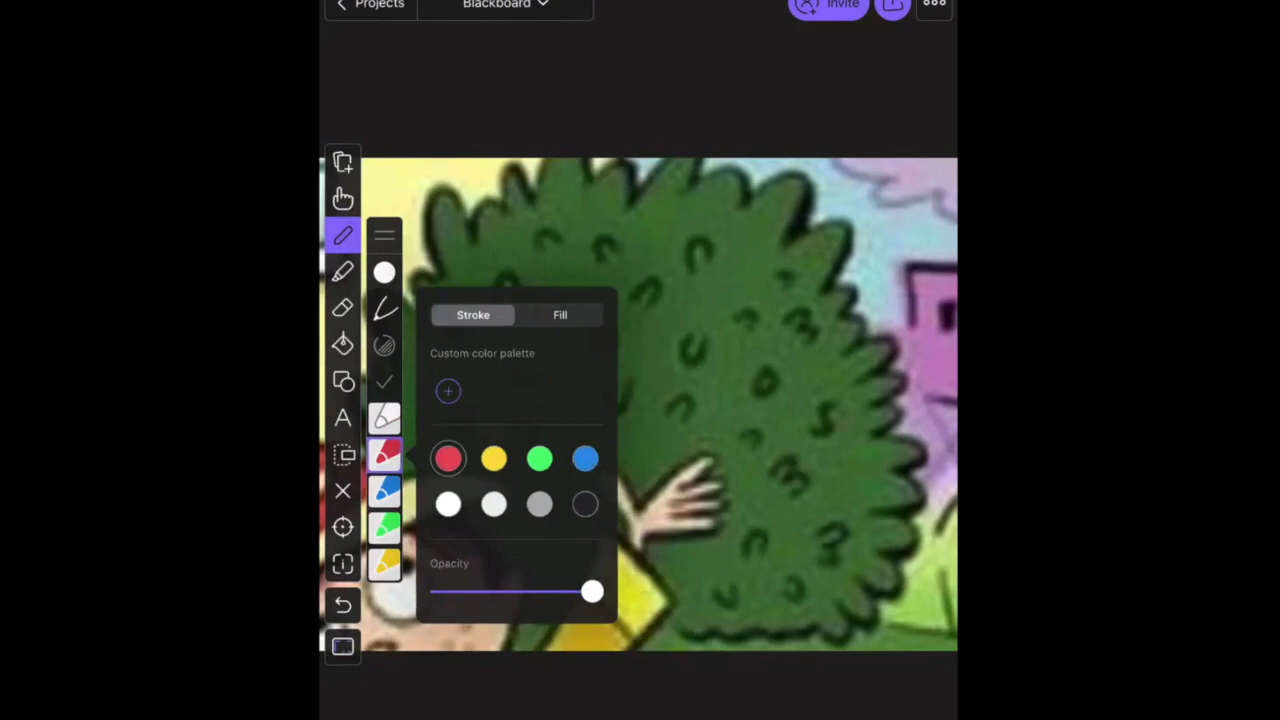 Projects
Blackboard
Invite
Stroke
Fill
Custom color palette
A
Opacity